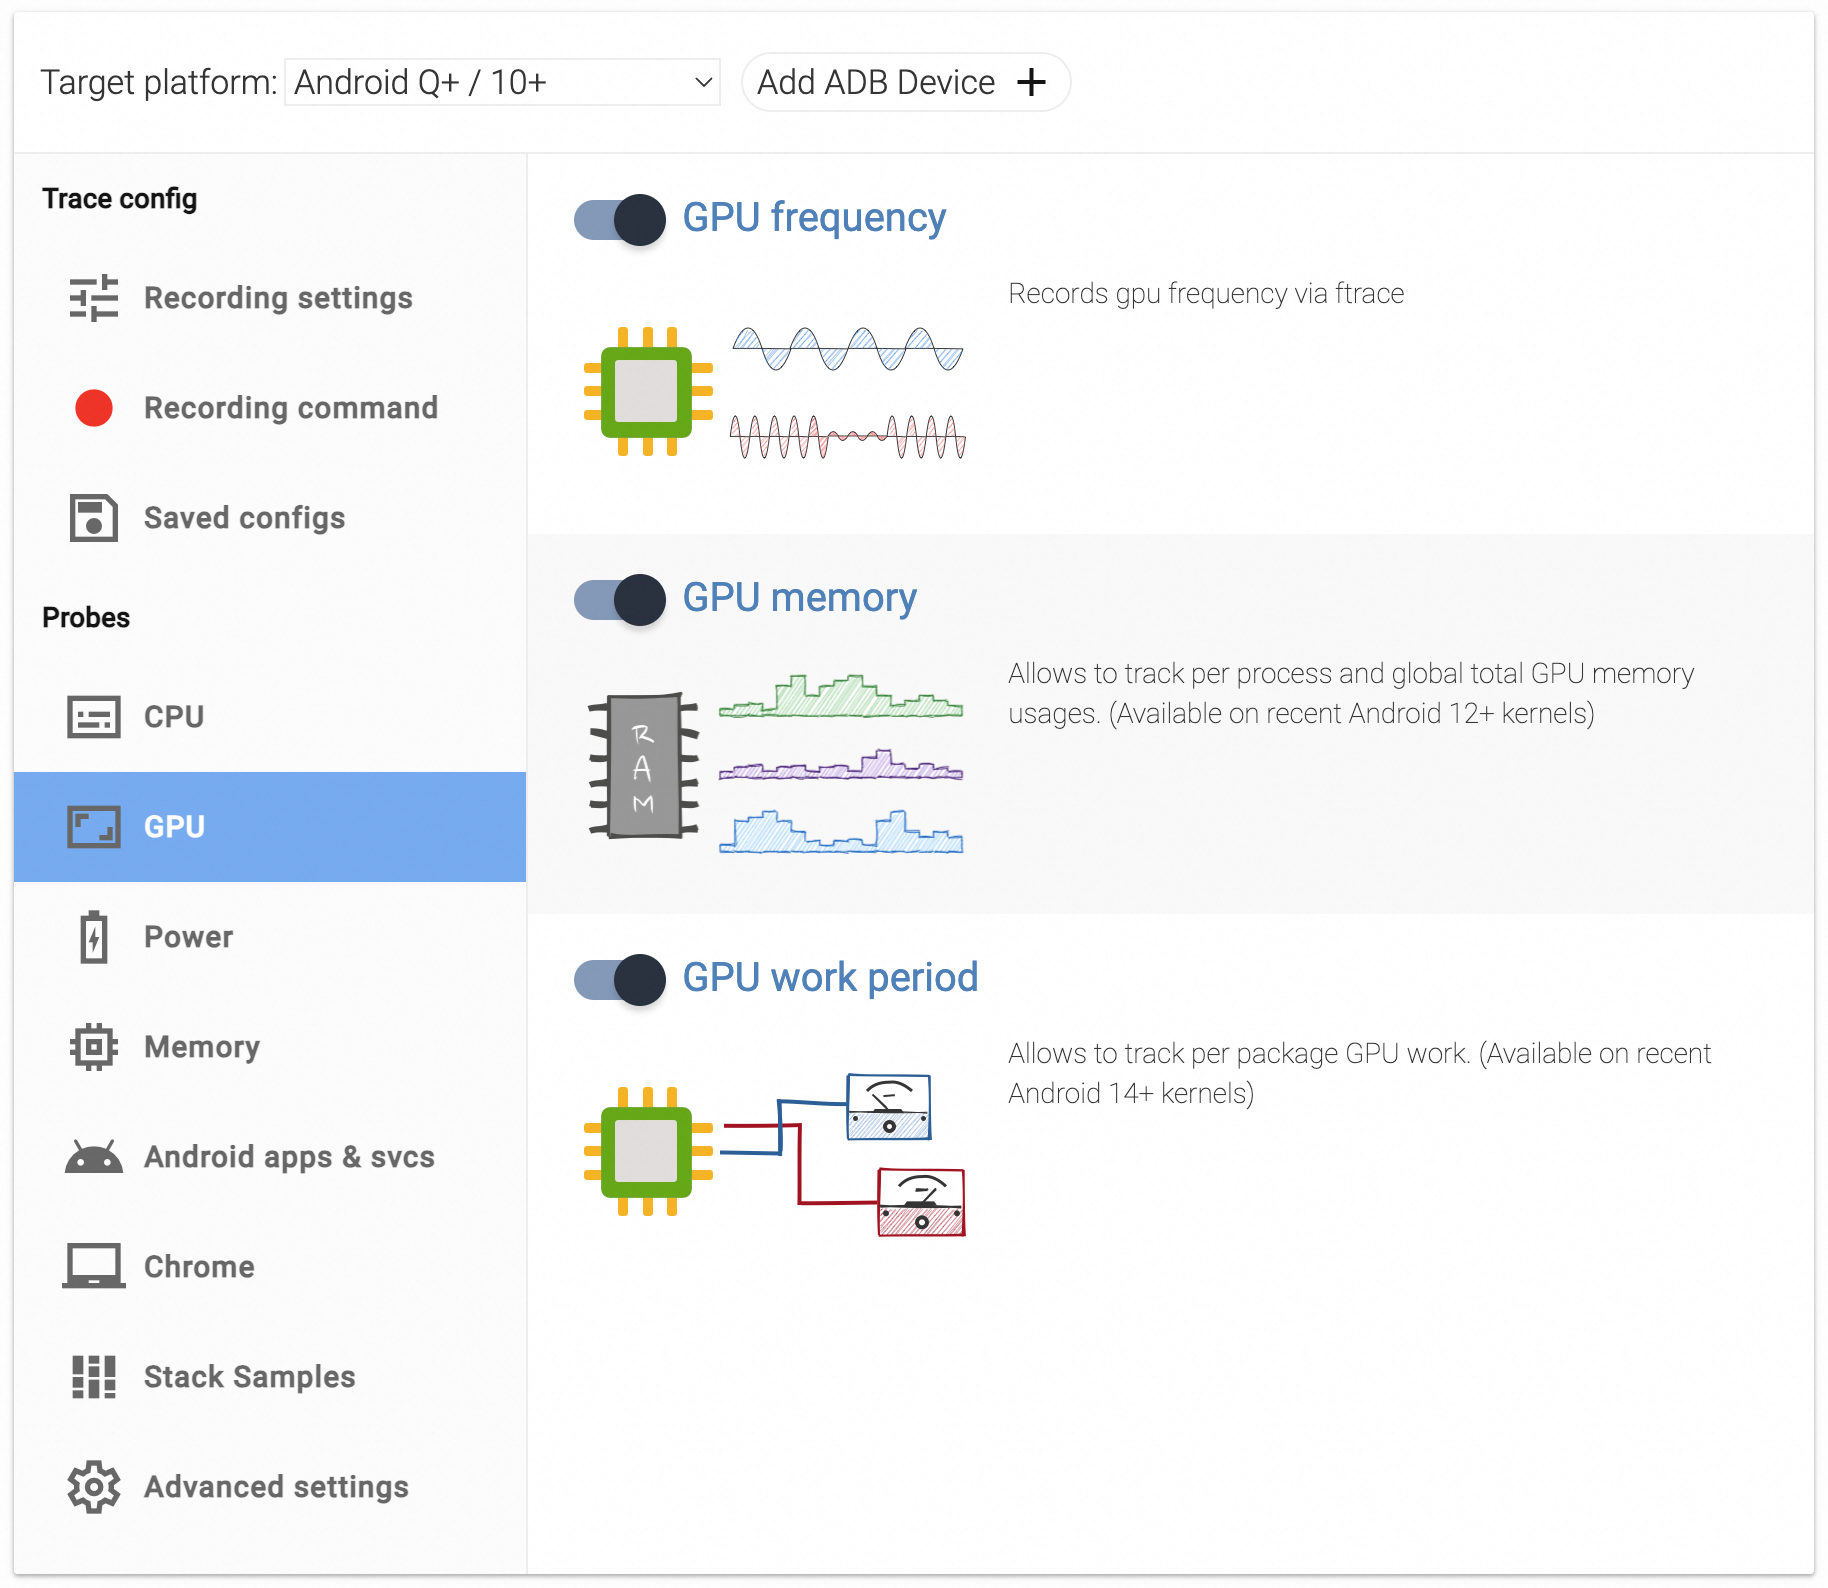 Target platform: Android Q+ / 10+ Add ADB Device +
Trace config
Recording settings
Recording command
Saved configs
Probes
CPU
GPU
Power
Memory
Android apps & svcs
Chrome
Stack Samples
Advanced settings
GPU frequency
Records gpu frequency via ftrace
GPU memory
RAM
Allows to track per process and global total GPU memory
usages. (Available on recent Android 12+ kernels)
GPU work period
Allows to track per package GPU work. (Available on recent
Android 14+ kernels)